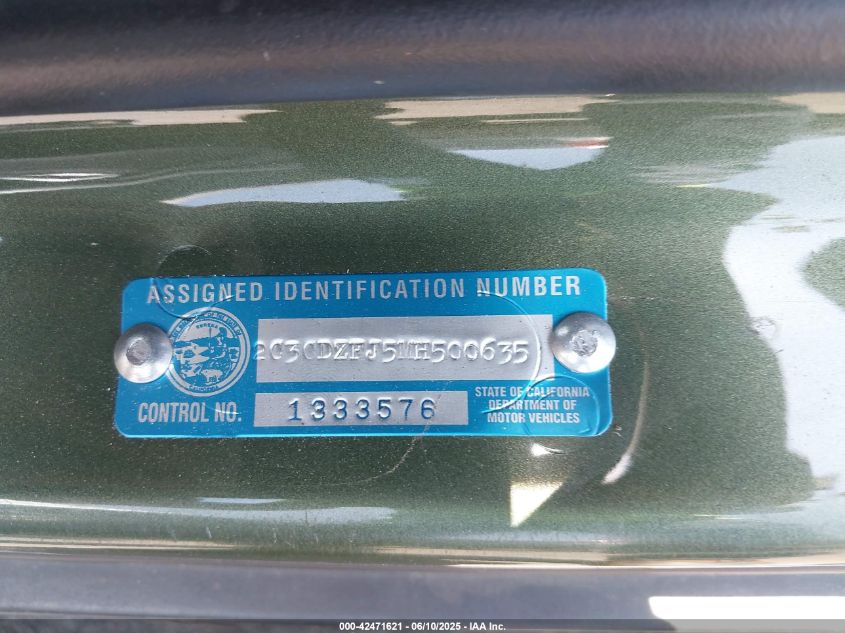 ASSIGNED IDENTIFICATION NUMBER
2C3CDZFJ5MH500635
CONTROL NO.
1333576
STATE OF CALIFORNIA
DEPARTMENT OF
MOTOR VEHICLES
000-42471621 - 06/10/2025 - IAA Inc.